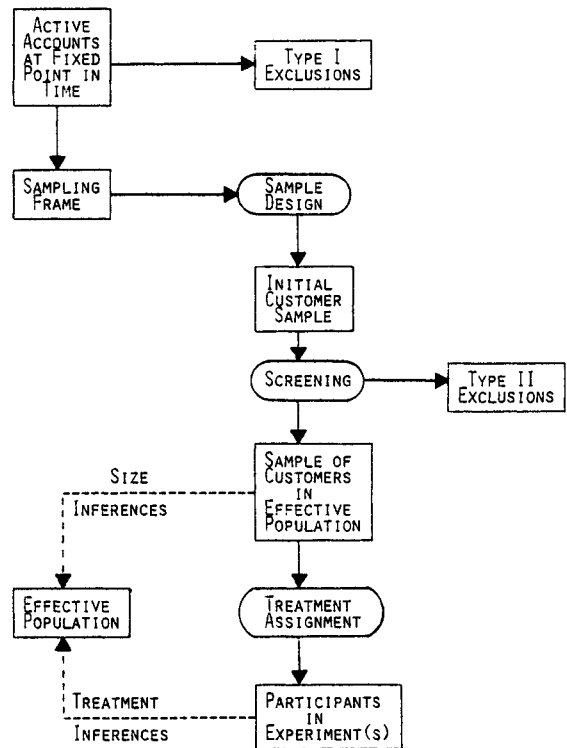 ACTIVE
ACCOUNTS
AT FIXED
POINT IN
TIME
TYPE I
EXCLUSIONS
SAMPLING
FRAME
SAMPLE
DESIGN
INITIAL
CUSTOMER
SAMPLE
SCREENING
TYPE II
EXCLUSIONS
SAMPLE OF
CUSTOMERS
IN
EFFECTIVE
POPULATION
SIZE
INFERENCES
EFFECTIVE
POPULATION
TREATMENT
ASSIGNMENT
TREATMENT
INFERENCES
PARTICIPANTS
IN
EXPERIMENT(S)